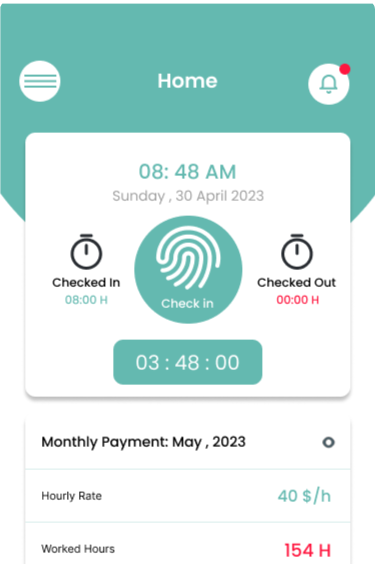 Home
08: 48 AM
Sunday , 30 April 2023
Checked In
08:00 H
Check in
Checked Out
00:00 H
03 : 48 : 00
Monthly Payment: May , 2023
Hourly Rate
40 $/h
Worked Hours
154 H